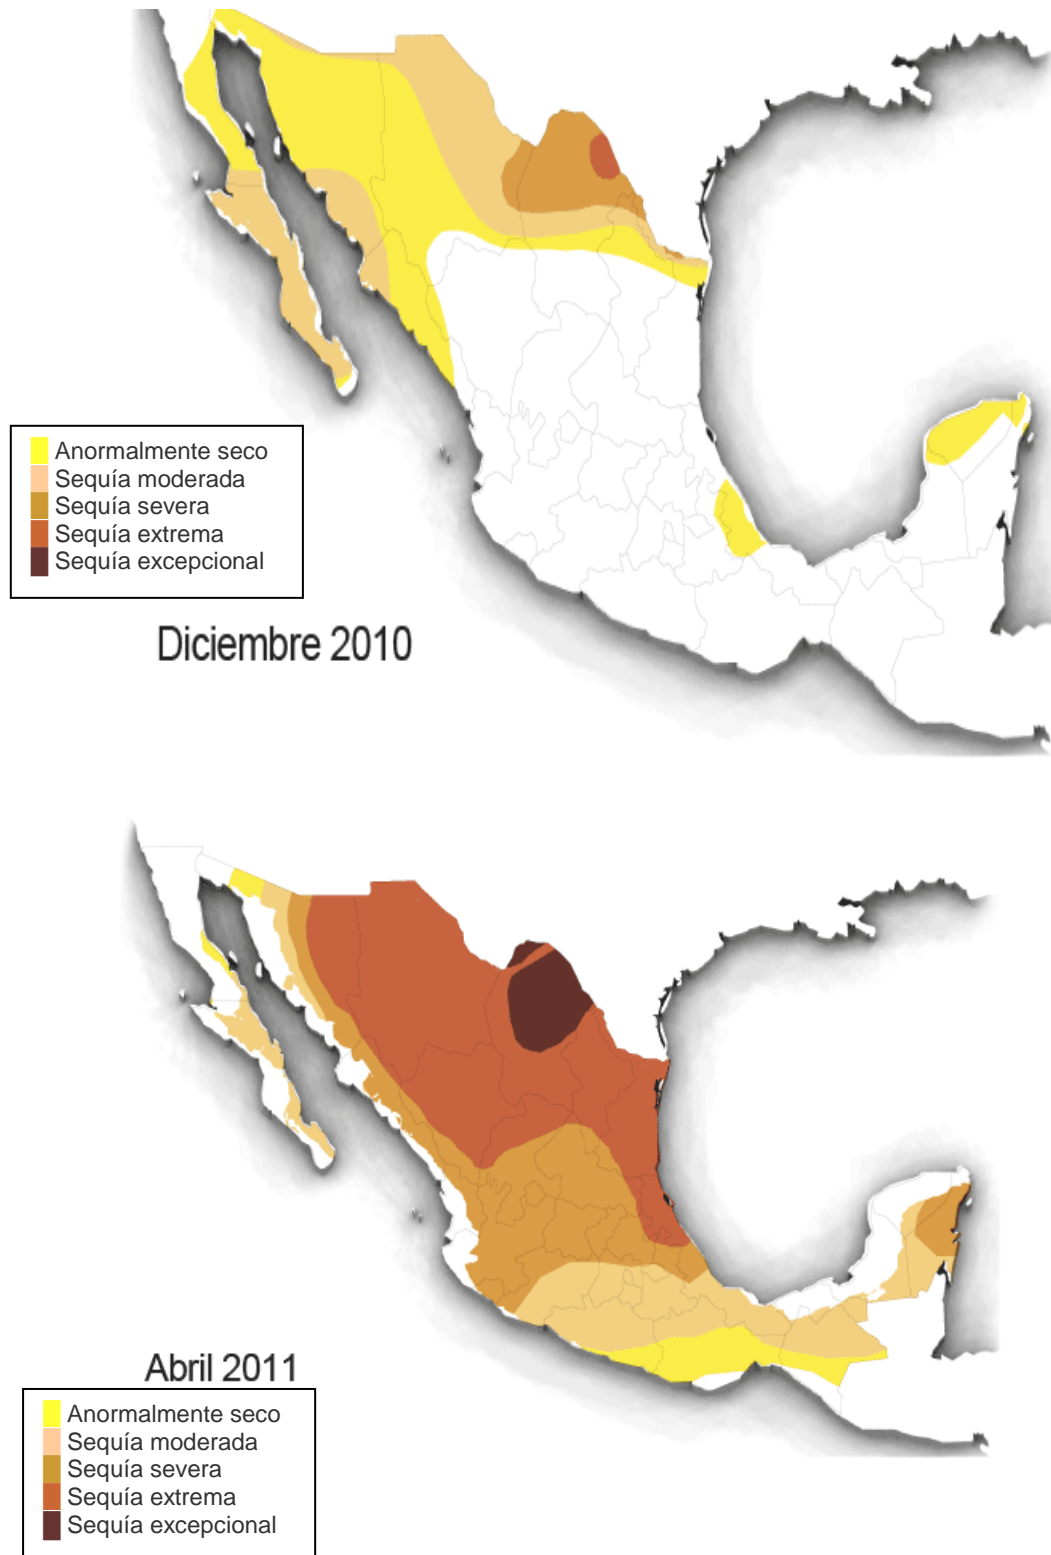 Anormalmente seco
Sequía moderada
Sequía severa
Sequía extrema
Sequía excepcional
Diciembre 2010
Abril 2011
Anormalmente seco
Sequía moderada
Sequía severa
Sequía extrema
Sequía excepcional